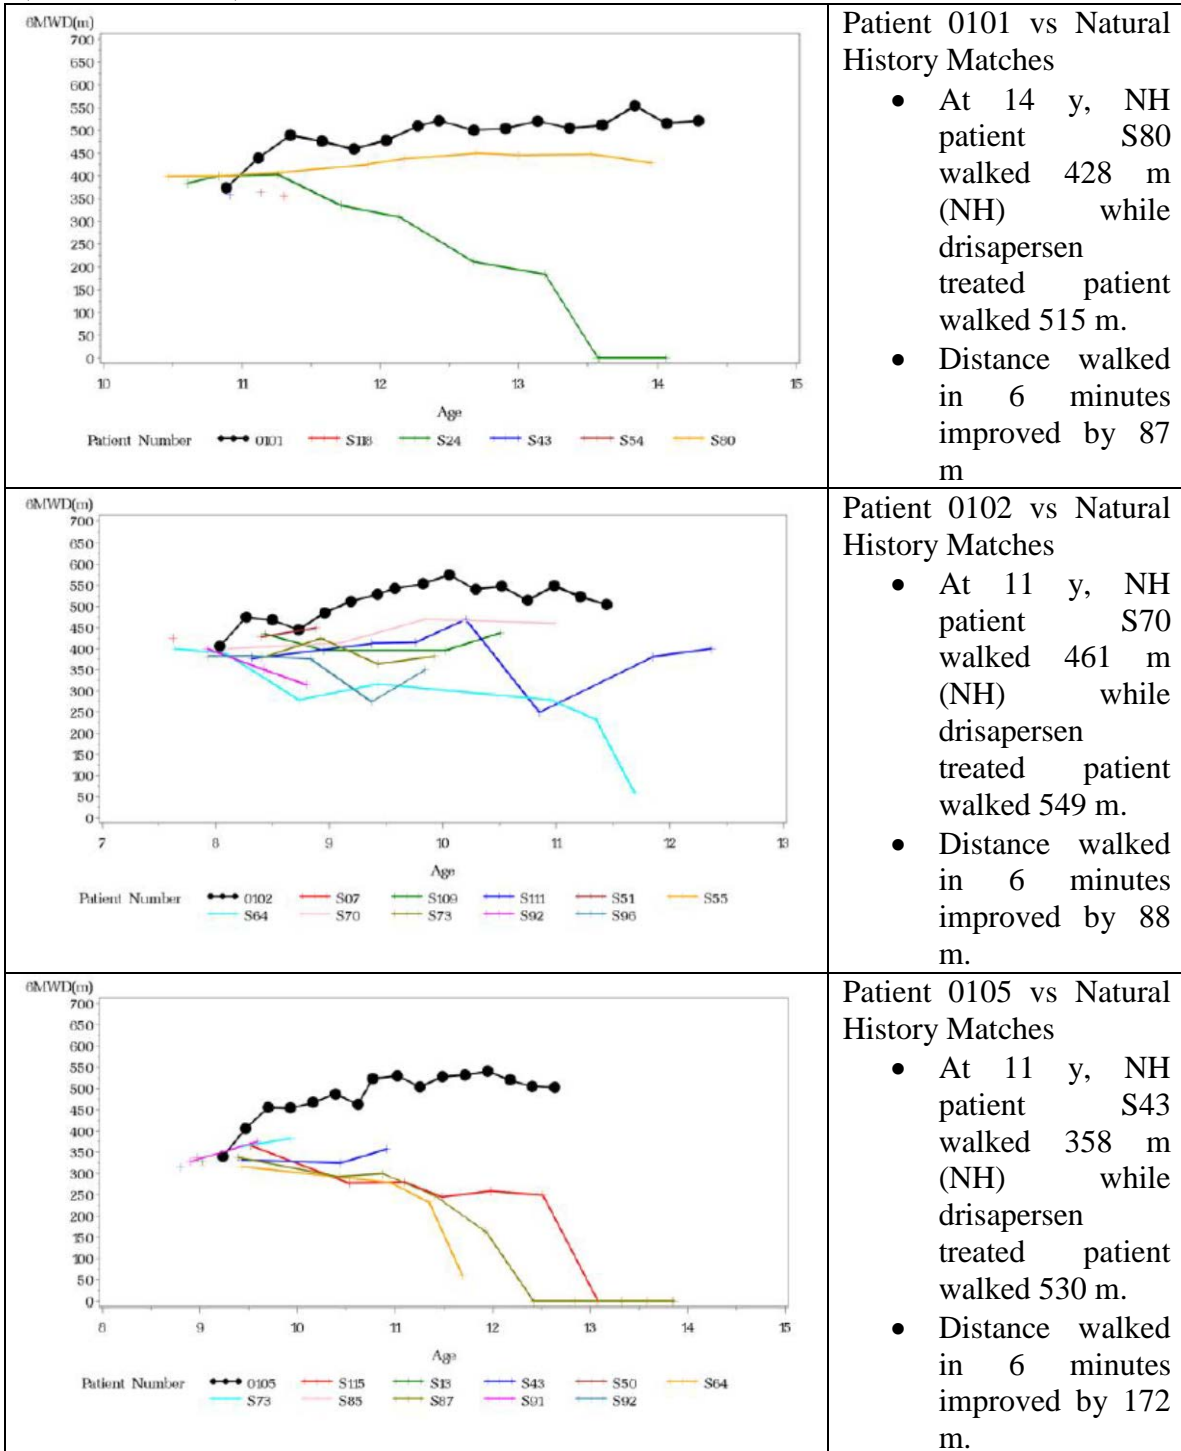 6MWD(m)
700
650
600
550
500
450
400
350
300
250
200
150
100
50
0
10 11 12 13 14 15
Age
Patient Number 0101 S118 S24 S43 S54 S80
Patient 0101 vs Natural
History Matches
• At 14 y, NH
patient S80
walked 428 m
(NH) while
drisapersen
treated patient
walked 515 m.
• Distance walked
in 6 minutes
improved by 87
m
6MWD(m)
700
650
600
550
500
450
400
350
300
250
200
150
100
50
0
7 8 9 10 11 12 13
Age
Patient Number 0102 S07 S109 S111 S51 S55
S64 S70 S73 S92 S96
Patient 0102 vs Natural
History Matches
• At 11 y, NH
patient S70
walked 461 m
(NH) while
drisapersen
treated patient
walked 549 m.
• Distance walked
in 6 minutes
improved by 88
m.
6MWD(m)
700
650
600
550
500
450
400
350
300
250
200
150
100
50
0
8 9 10 11 12 13 14 15
Age
Patient Number 0105 S115 S13 S43 S50 S64
S73 S85 S87 S91 S92
Patient 0105 vs Natural
History Matches
• At 11 y, NH
patient S43
walked 358 m
(NH) while
drisapersen
treated patient
walked 530 m.
• Distance walked
in 6 minutes
improved by 172
m.